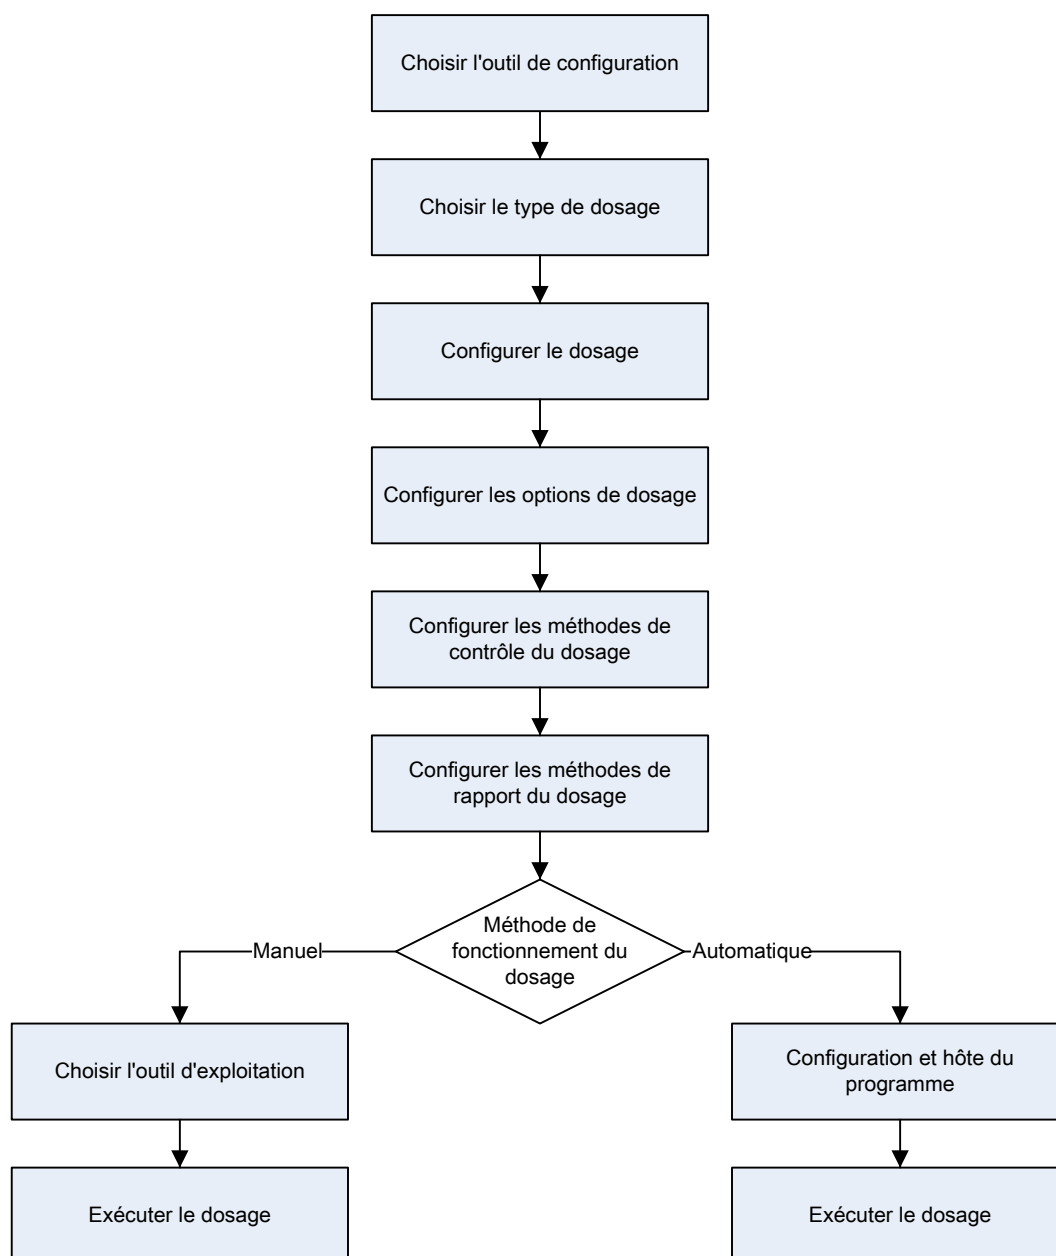 Choisir l'outil de configuration
Choisir le type de dosage
Configurer le dosage
Configurer les options de dosage
Configurer les méthodes de
contrôle du dosage
Configurer les méthodes de
rapport du dosage
Méthode de
fonctionnement du
dosage
Manuel
Automatique
Choisir l'outil d'exploitation
Configuration et hôte du
programme
Exécuter le dosage
Exécuter le dosage